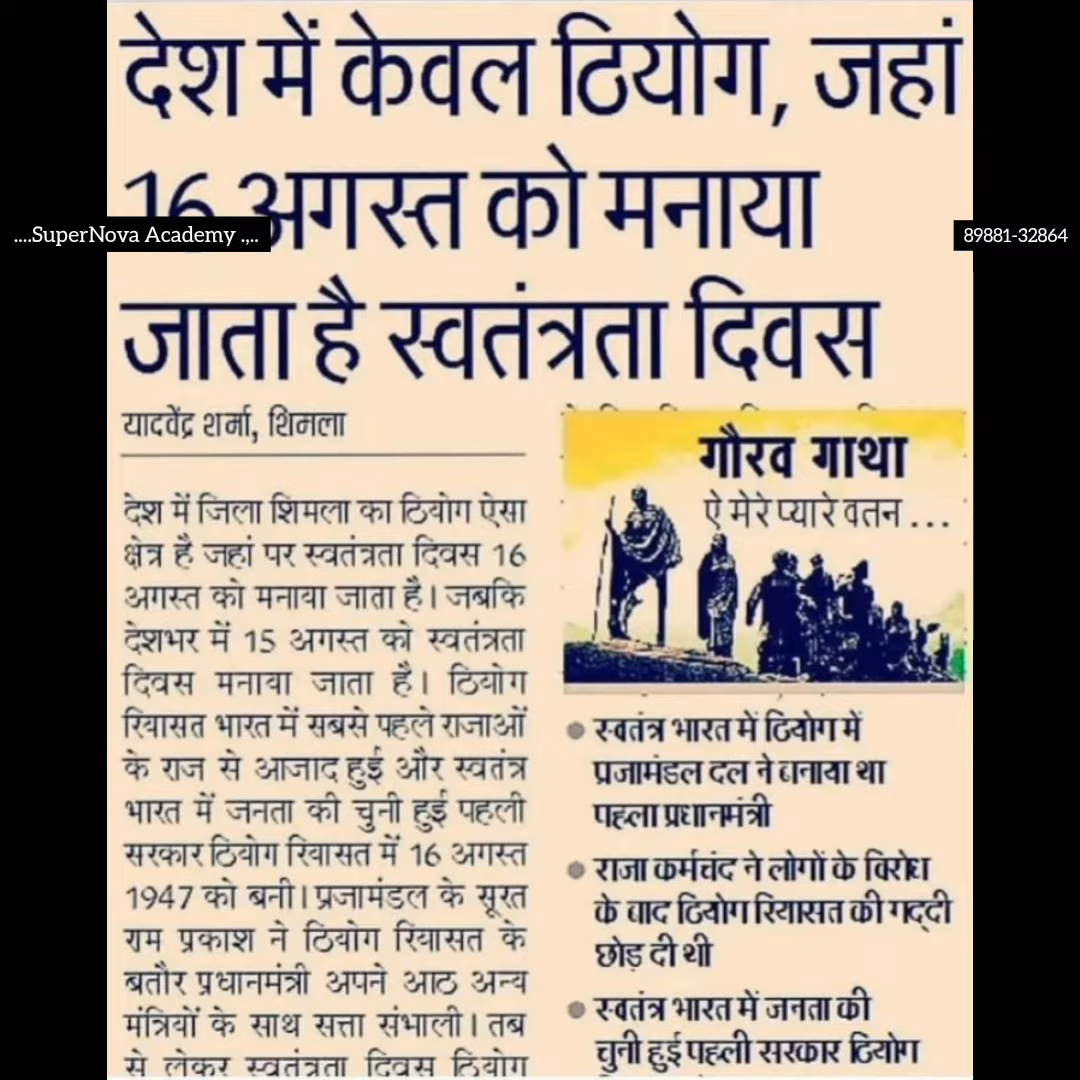 देश में केवल ठियोग, जहां
16 अगस्त को मनाया
....SuperNova Academy .,..
89881-32864
जाता है स्वतंत्रता दिवस
यादवेंद्र शर्मा, शिमला
देश में जिला शिमला का ठियोग ऐसा
क्षेत्र है जहां पर स्वतंत्रता दिवस 16
अगस्त को मनाया जाता है। जबकि
देशभर में 15 अगस्त को स्वतंत्रता
दिवस मनाया जाता है। ठियोग
रियासत भारत में सबसे पहले राजाओं
के राज से आजाद हुई और स्वतंत्र
भारत में जनता की चुनी हुई पहली
सरकार ठियोग रियासत में 16 अगस्त
1947 को बनी। प्रजामंडल के सूरत
राम प्रकाश ने ठियोग रियासत के
बतौर प्रधानमंत्री अपने आठ अन्य
मंत्रियों के साथ सत्ता संभाली। तब
से लेकर स्वतंत्रता दिवस ठियोग
गौरव गाथा
ऐ मेरे प्यारे वतन ...
स्वतंत्र भारत में ठियोग में
प्रजामंडल दल ने बनाया था
पहला प्रधानमंत्री
राजा कर्मचंद ने लोगों के विरोध
के बाद ठियोग रियासत की गद्दी
छोड़ दी थी
स्वतंत्र भारत में जनता की
चुनी हुई पहली सरकार ठियोग